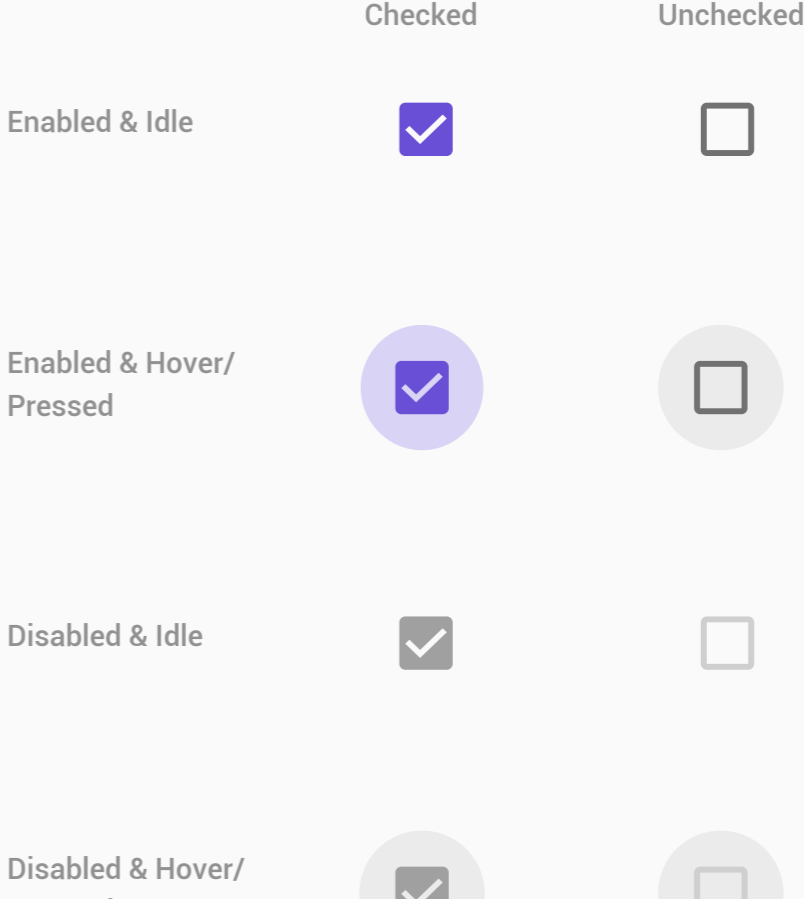 Checked Unchecked
Enabled & Idle
Enabled & Hover/
Pressed
Disabled & Idle
Disabled & Hover/